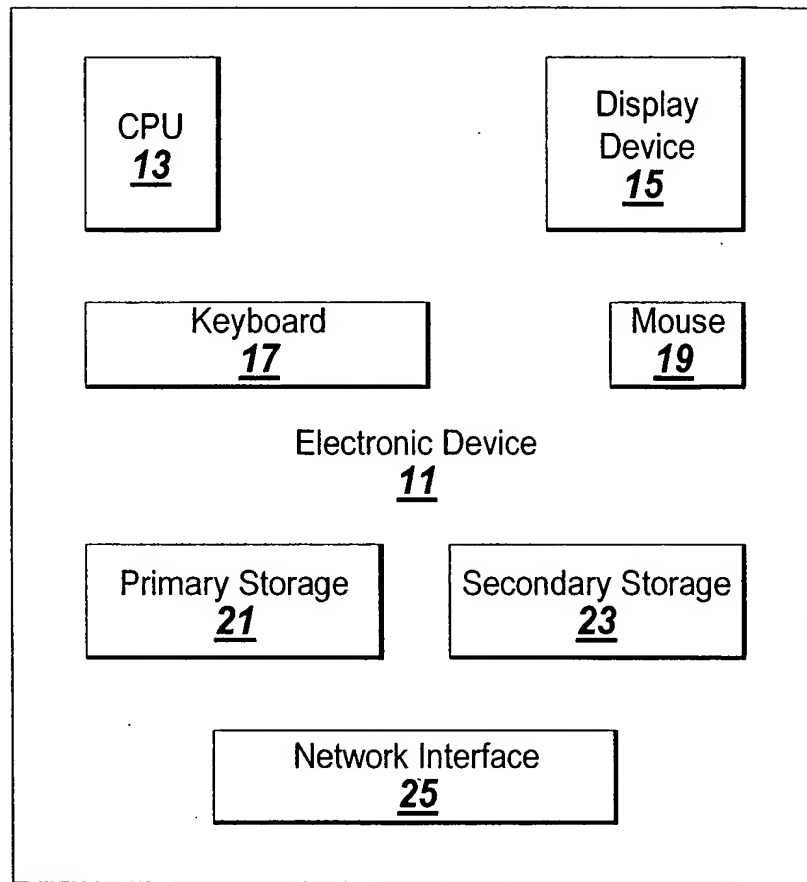 CPU
13
Display
Device
15
Keyboard
17
Mouse
19
Electronic Device
11
Primary Storage
21
Secondary Storage
23
Network Interface
25